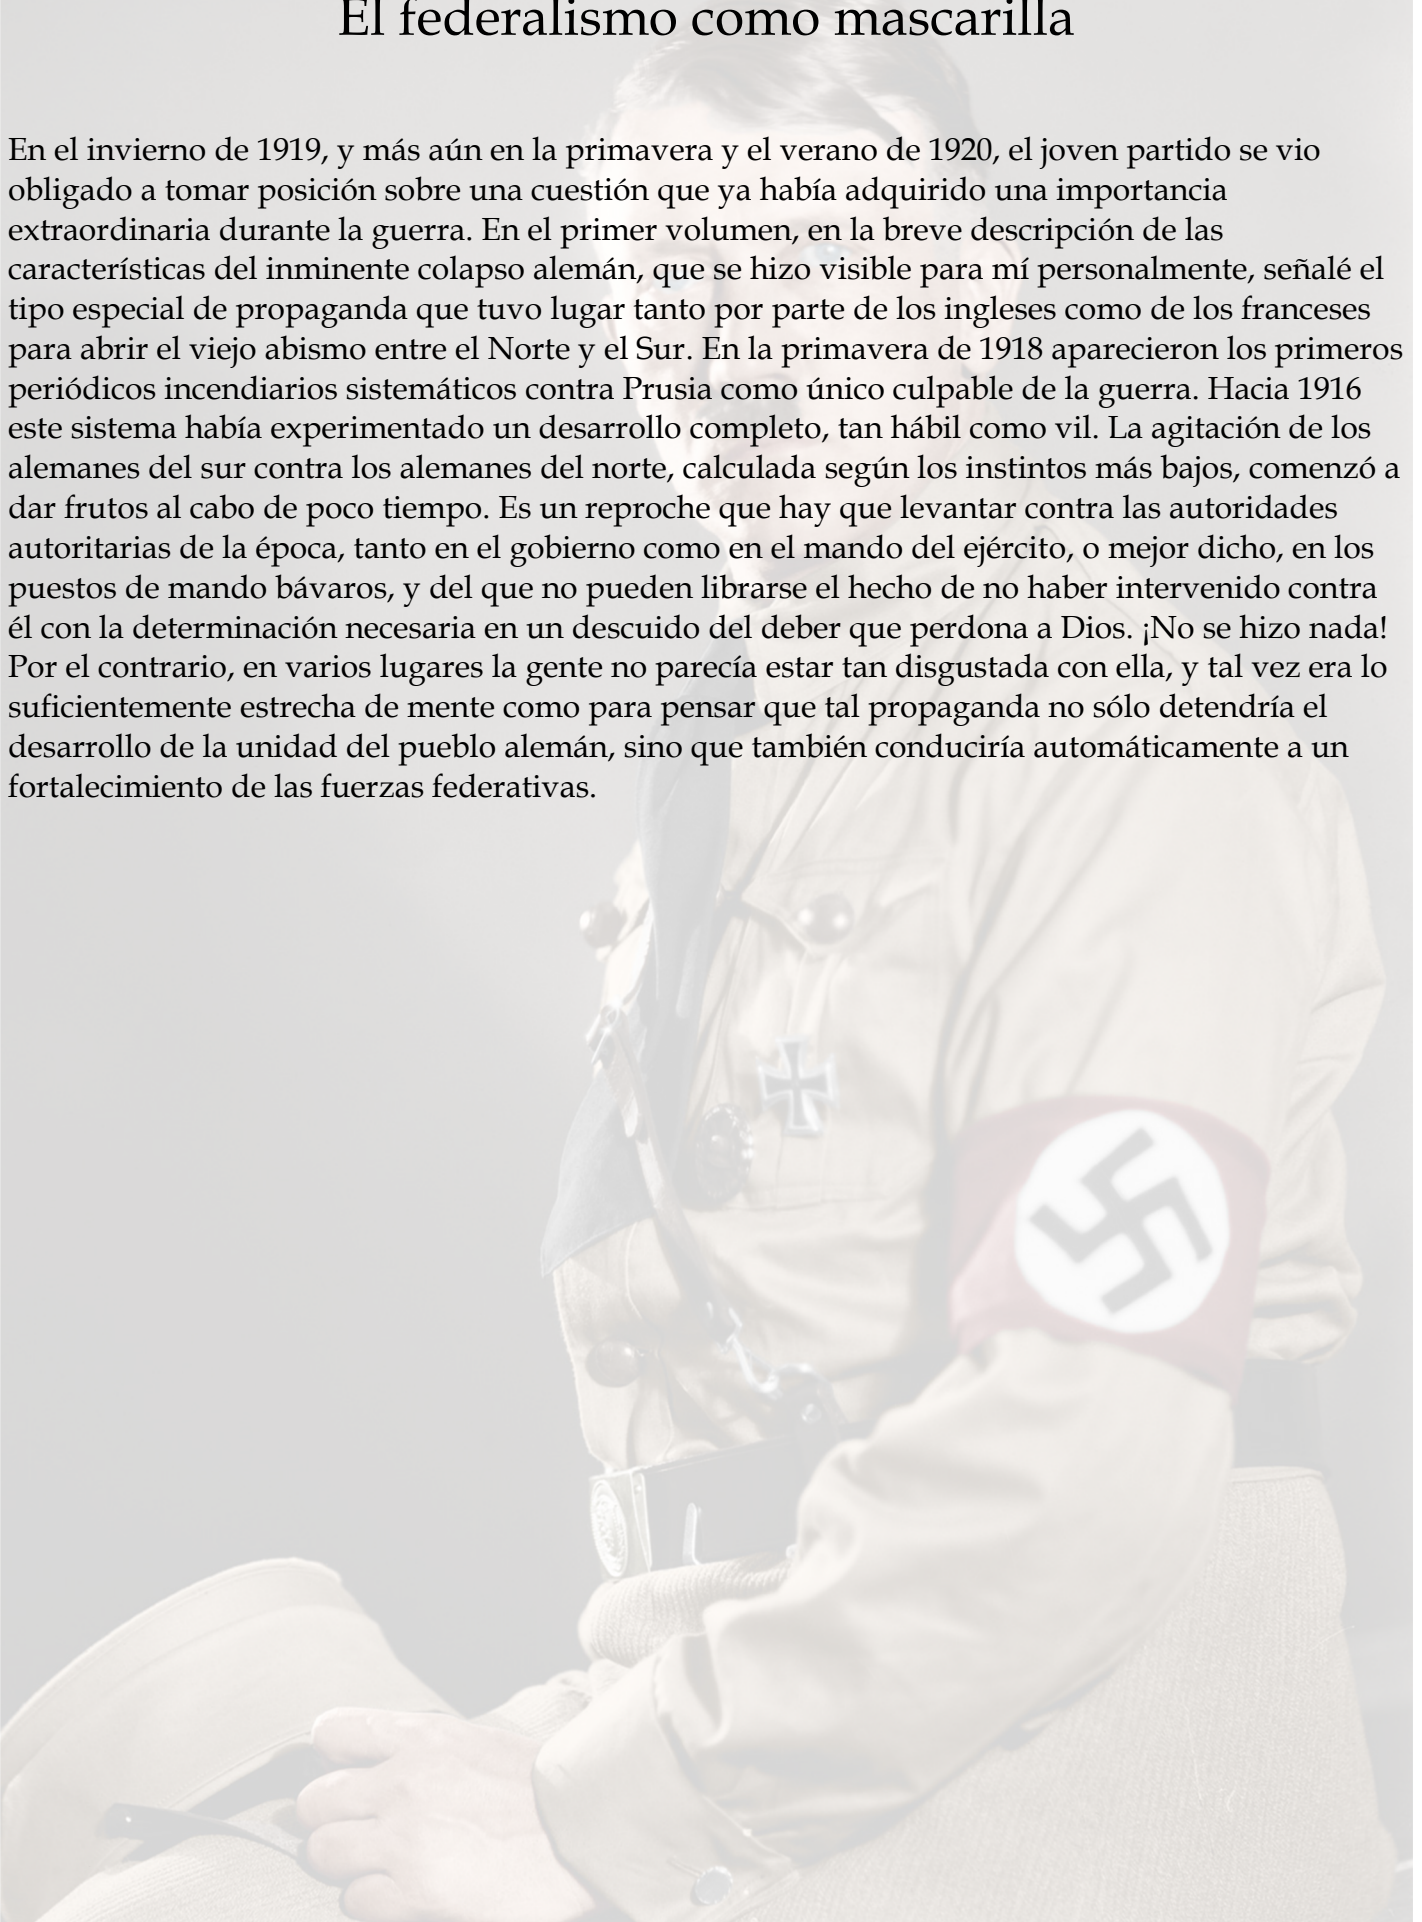 El federalismo como mascarilla
En el invierno de 1919, y más aún en la primavera y el verano de 1920, el joven partido se vio
obligado a tomar posición sobre una cuestión que ya había adquirido una importancia
extraordinaria durante la guerra. En el primer volumen, en la breve descripción de las
características del inminente colapso alemán, que se hizo visible para mí personalmente, señalé el
tipo especial de propaganda que tuvo lugar tanto por parte de los ingleses como de los franceses
para abrir el viejo abismo entre el Norte y el Sur. En la primavera de 1918 aparecieron los primeros
periódicos incendiarios sistemáticos contra Prusia como único culpable de la guerra. Hacia 1916
este sistema había experimentado un desarrollo completo, tan hábil como vil. La agitación de los
alemanes del sur contra los alemanes del norte, calculada según los instintos más bajos, comenzó a
dar frutos al cabo de poco tiempo. Es un reproche que hay que levantar contra las autoridades
autoritarias de la época, tanto en el gobierno como en el mando del ejército, o mejor dicho, en los
puestos de mando bávaros, y del que no pueden librarse el hecho de no haber intervenido contra
él con la determinación necesaria en un descuido del deber que perdona a Dios. ¡No se hizo nada!
Por el contrario, en varios lugares la gente no parecía estar tan disgustada con ella, y tal vez era lo
suficientemente estrecha de mente como para pensar que tal propaganda no sólo detendría el
desarrollo de la unidad del pueblo alemán, sino que también conduciría automáticamente a un
fortalecimiento de las fuerzas federativas.